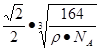 √2/2 • ∛(164/(ρ • N_A))